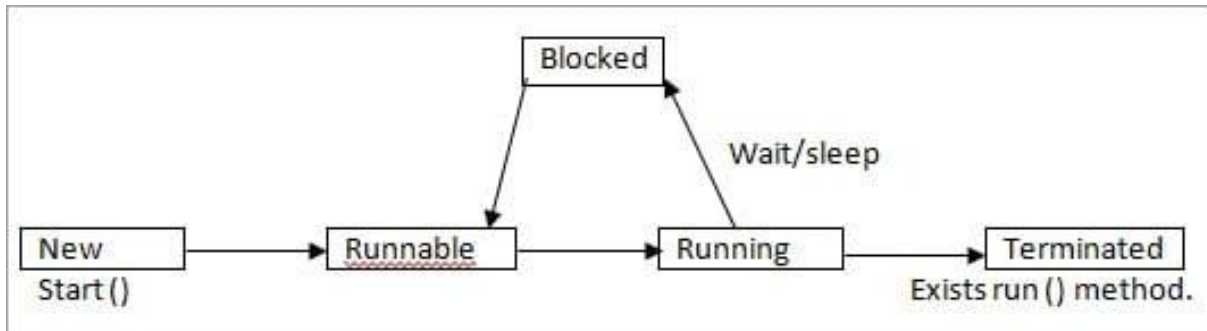 Blocked
Wait/sleep
New
Runnable
Running
Terminated
Start ()
Exists run () method.